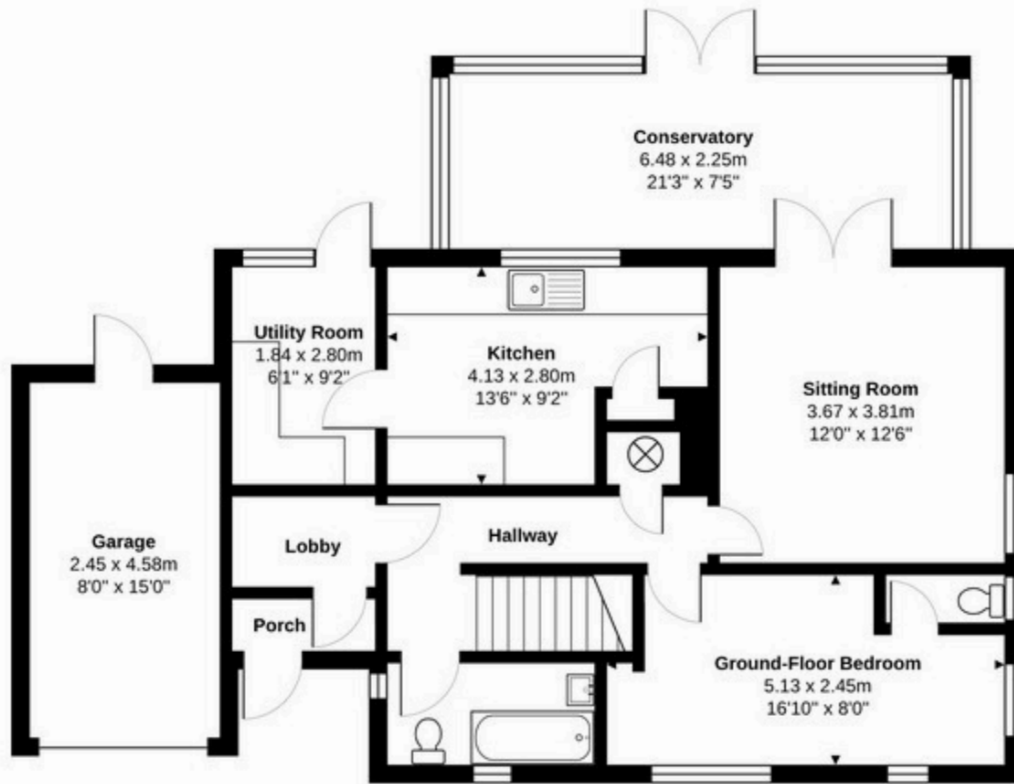 Conservatory
6.48 x 2.25m
21'3" x 7'5"
Utility Room
1.84 x 2.80m
6'1" x 9'2"
Kitchen
4.13 x 2.80m
13'6" x 9'2"
Sitting Room
3.67 x 3.81m
12'0" x 12'6"
Garage
2.45 x 4.58m
8'0" x 15'0"
Lobby
Hallway
Porch
Ground-Floor Bedroom
5.13 x 2.45m
16'10" x 8'0"